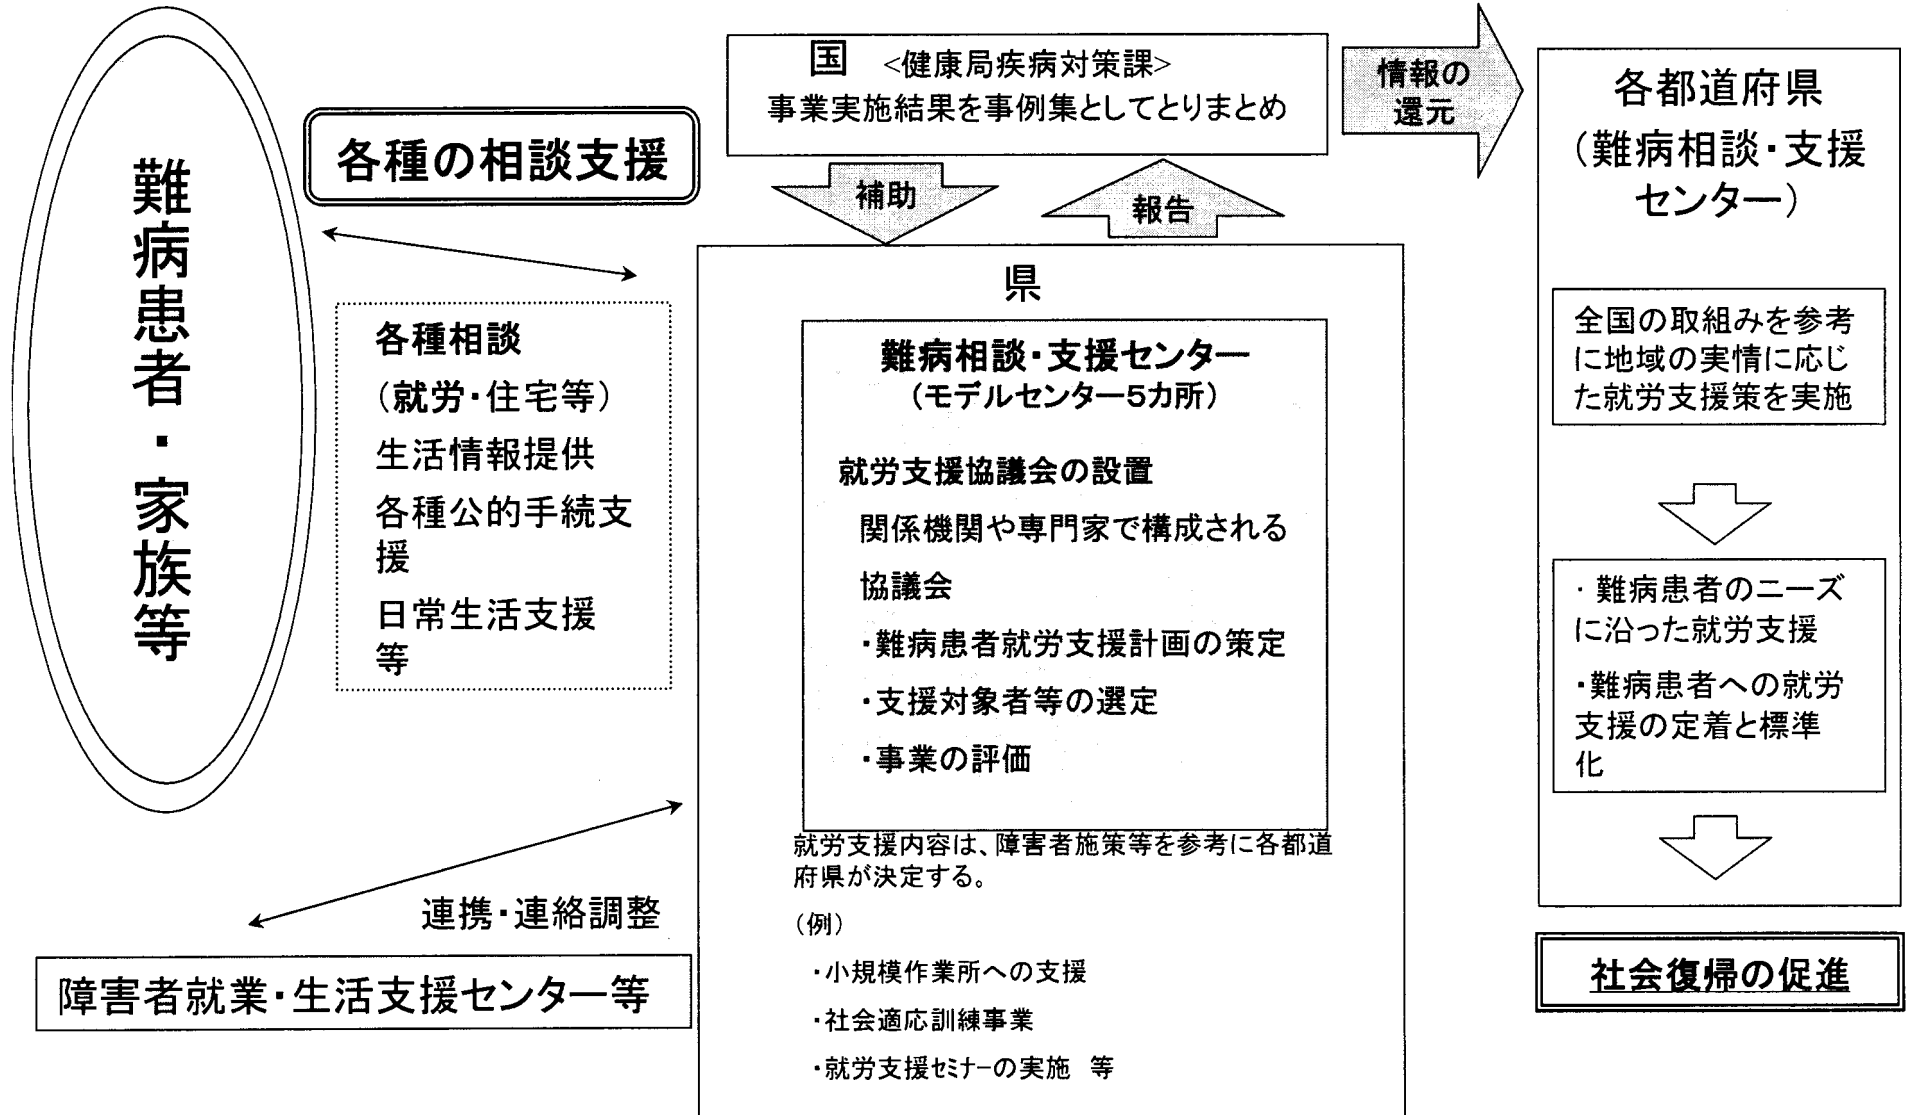 難病患者・家族等
各種の相談支援
各種相談
（就労・住宅等）
生活情報提供
各種公的手続支
援
日常生活支援
等
連携・連絡調整
障害者就業・生活支援センター等
国　<健康局疾病対策課>
事業実施結果を事例集としてとりまとめ
補助
報告
県
難病相談・支援センター
（モデルセンター5カ所）
就労支援協議会の設置
関係機関や専門家で構成される
協議会
・難病患者就労支援計画の策定
・支援対象者等の選定
・事業の評価
就労支援内容は、障害者施策等を参考に各都道
府県が決定する。
（例）
・小規模作業所への支援
・社会適応訓練事業
・就労支援ｾﾐﾅｰの実施　等
情報の
還元
各都道府県
（難病相談・支援
センター）
全国の取組みを参考
に地域の実情に応じ
た就労支援策を実施
・難病患者のニーズ
に沿った就労支援
・難病患者への就労
支援の定着と標準
化
社会復帰の促進